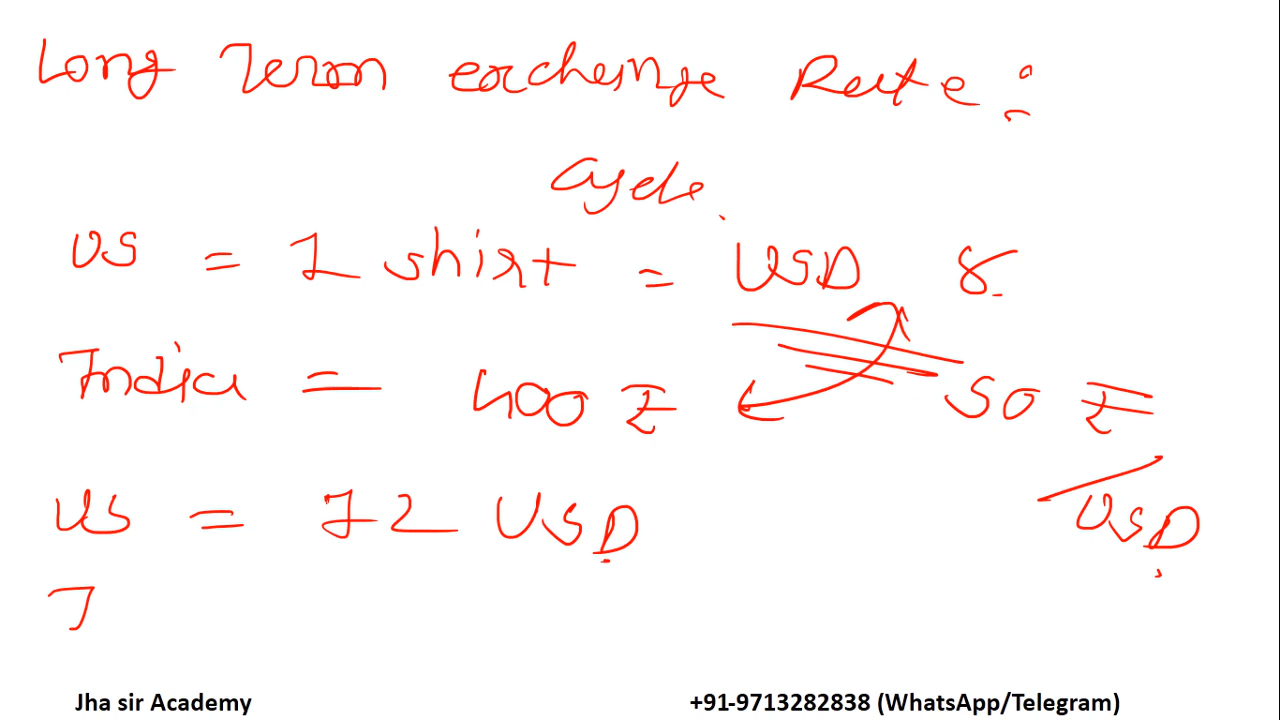 Long Term exchange Rate :
cycle.
US = 1 shirt = USD 8.
India = 400 ₹ 50 ₹
/
US = 12 USD. USD.
I
Jha sir Academy +91-9713282838 (WhatsApp/Telegram)